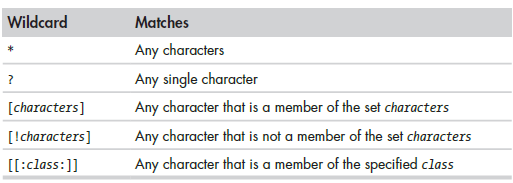 Wildcard Matches
* Any characters
? Any single character
[characters] Any character that is a member of the set characters
[!characters] Any character that is not a member of the set characters
[[:class:]] Any character that is a member of the specified class